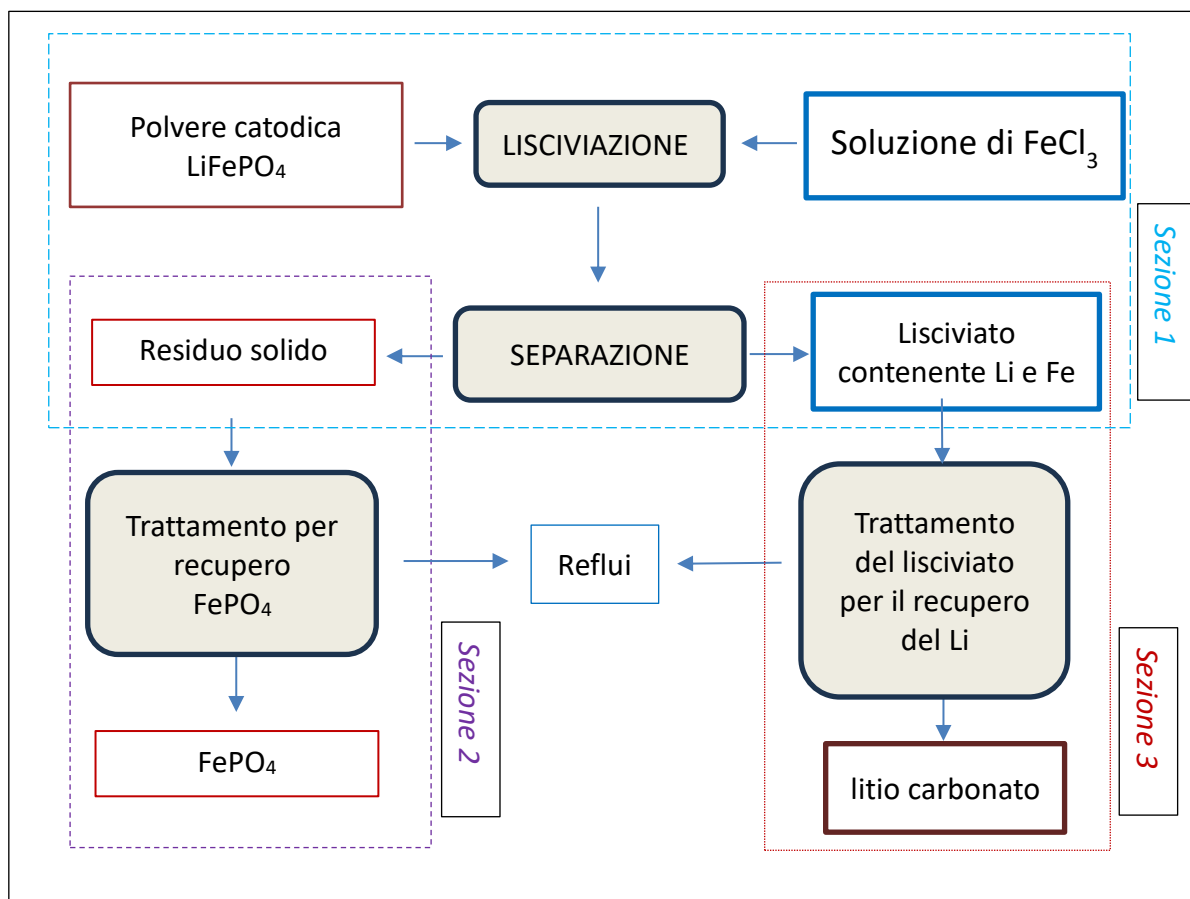 Polvere catodica
LiFePO₄
LISCIVIAZIONE
Soluzione di FeCl₃
Sezione 1
Residuo solido
SEPARAZIONE
Lisciviato
contenente Li e Fe
Trattamento per
recupero
FePO₄
Reflui
Trattamento
del lisciviato
per il recupero
del Li
Sezione 2
Sezione 3
FePO₄
litio carbonato